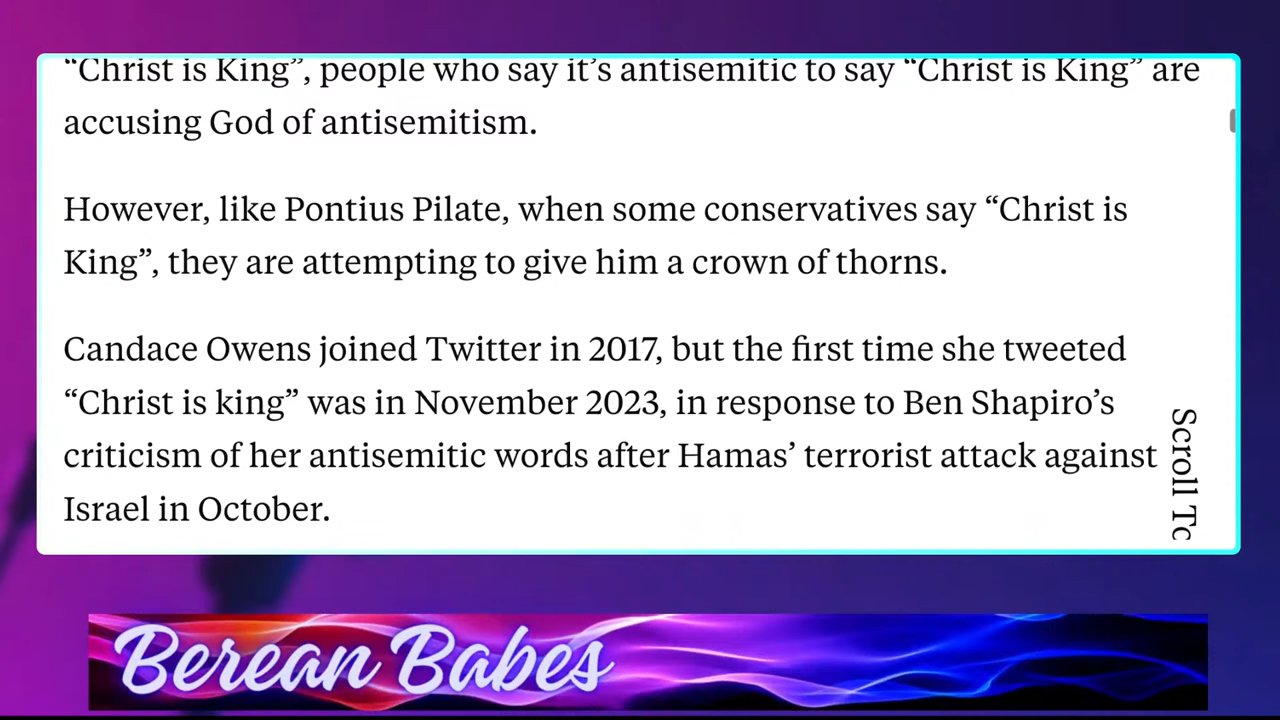 “Christ is King”, people who say it’s antisemitic to say “Christ is King” are
accusing God of antisemitism.
However, like Pontius Pilate, when some conservatives say “Christ is
King”, they are attempting to give him a crown of thorns.
Candace Owens joined Twitter in 2017, but the first time she tweeted
“Christ is king” was in November 2023, in response to Ben Shapiro’s
criticism of her antisemitic words after Hamas’ terrorist attack against
Israel in October.
Scroll Tc
Berean Babes